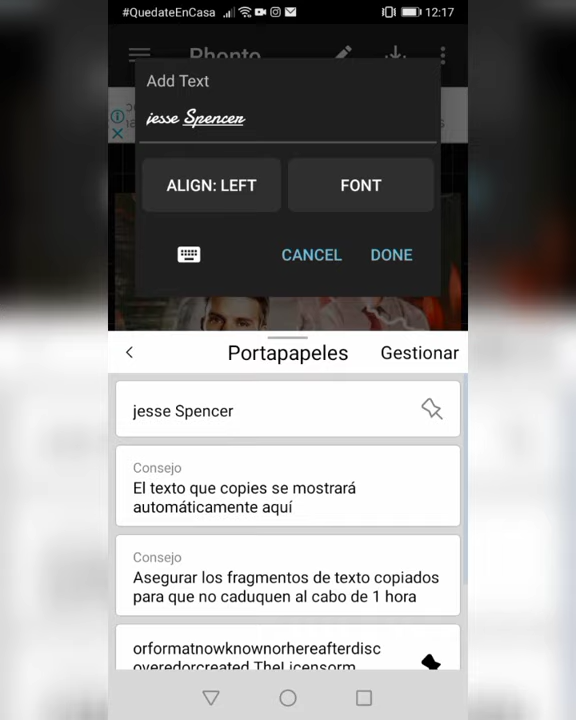 #QuedateEnCasa 12:17
Phonto
Add Text
jesse Spencer
ALIGN: LEFT FONT
CANCEL DONE
Portapapeles Gestionar
jesse Spencer
Consejo
El texto que copies se mostrará
automáticamente aquí
Consejo
Asegurar los fragmentos de texto copiados
para que no caduquen al cabo de 1 hora
orformatnowknownorhereafterdisc
overedorcreated.TheLicensorm